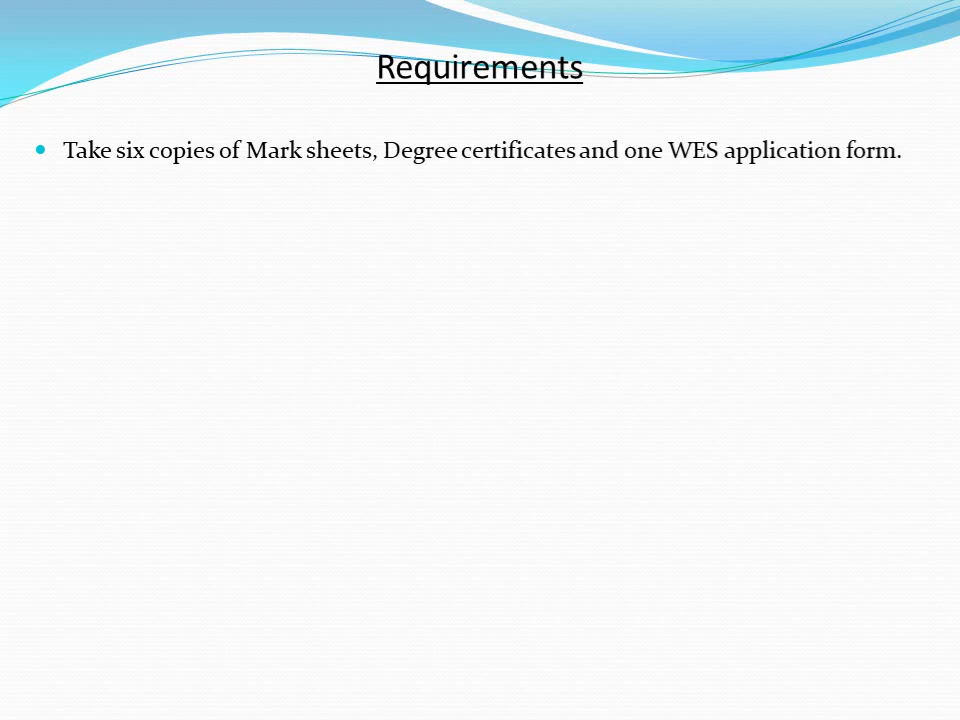 Requirements
Take six copies of Mark sheets, Degree certificates and one WES application form.